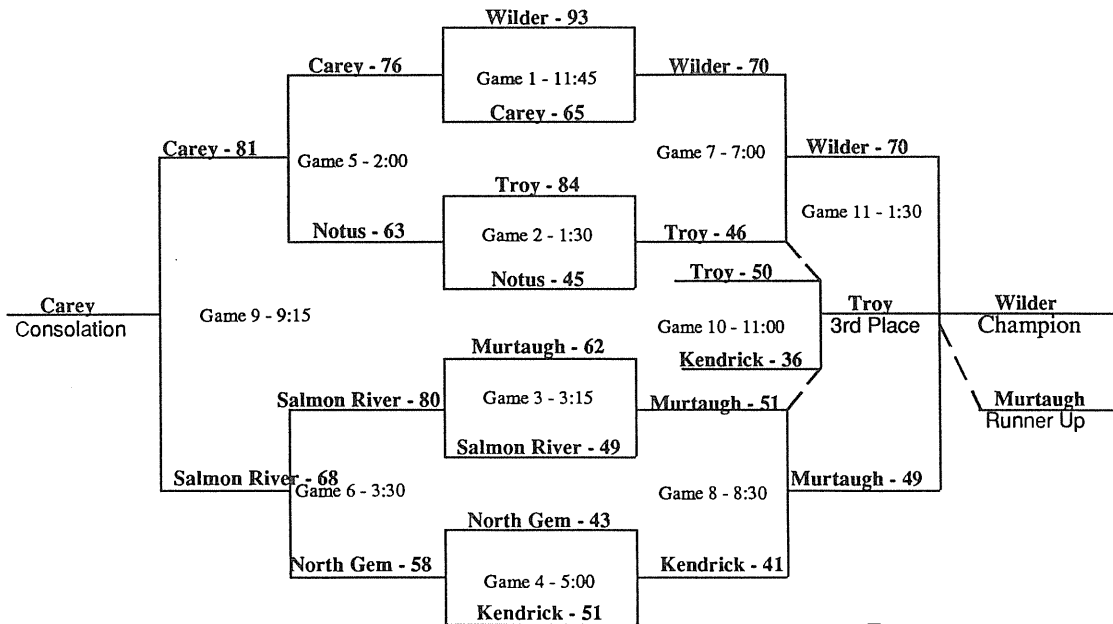 Wilder - 93
Carey - 76
Game 1 - 11:45
Wilder - 70
Carey - 65
Carey - 81
Game 5 - 2:00
Game 7 - 7:00
Wilder - 70
Troy - 84
Game 11 - 1:30
Notus - 63
Game 2 - 1:30
Troy - 46
Notus - 45
Troy - 50
Carey
Consolation
Game 9 - 9:15
Game 10 - 11:00
Troy
3rd Place
Wilder
Champion
Murtaugh - 62
Kendrick - 36
Salmon River - 80
Game 3 - 3:15
Murtaugh - 51
Murtaugh
Runner Up
Salmon River - 49
Salmon River - 68
Game 6 - 3:30
Game 8 - 8:30
Murtaugh - 49
North Gem - 43
North Gem - 58
Game 4 - 5:00
Kendrick - 41
Kendrick - 51